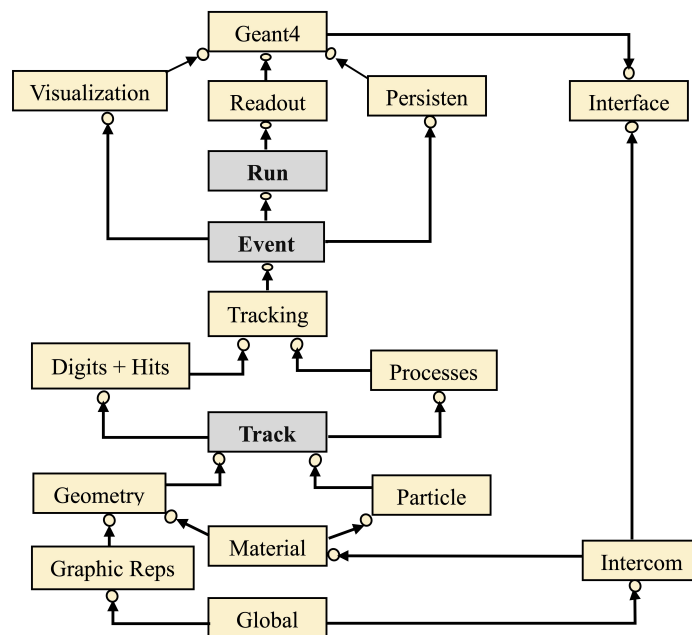 Geant4
Visualization
Readout
Persisten
Interface
Run
Event
Tracking
Digits + Hits
Processes
Track
Geometry
Particle
Material
Graphic Reps
Intercom
Global